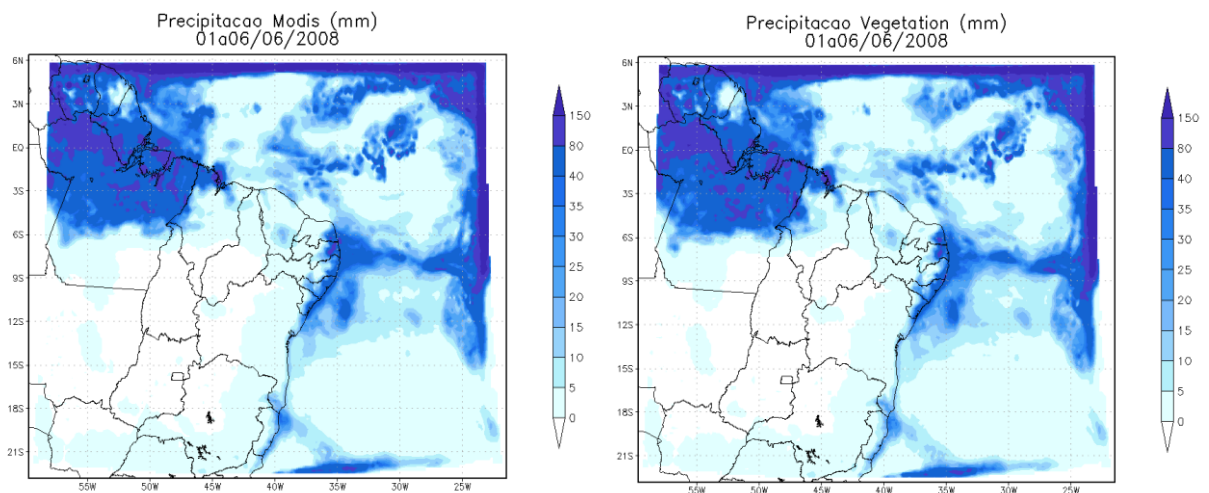 Precipitacao Modis (mm)
01a06/06/2008
6N
3N
EQ
3S
6S
9S
12S
15S
18S
21S
55W
50W
45W
40W
35W
30W
25W
150
80
40
35
30
25
20
15
10
5
0
Precipitacao Vegetation (mm)
01a06/06/2008
6N
3N
EQ
3S
6S
9S
12S
15S
18S
21S
55W
50W
45W
40W
35W
30W
25W
150
80
40
35
30
25
20
15
10
5
0